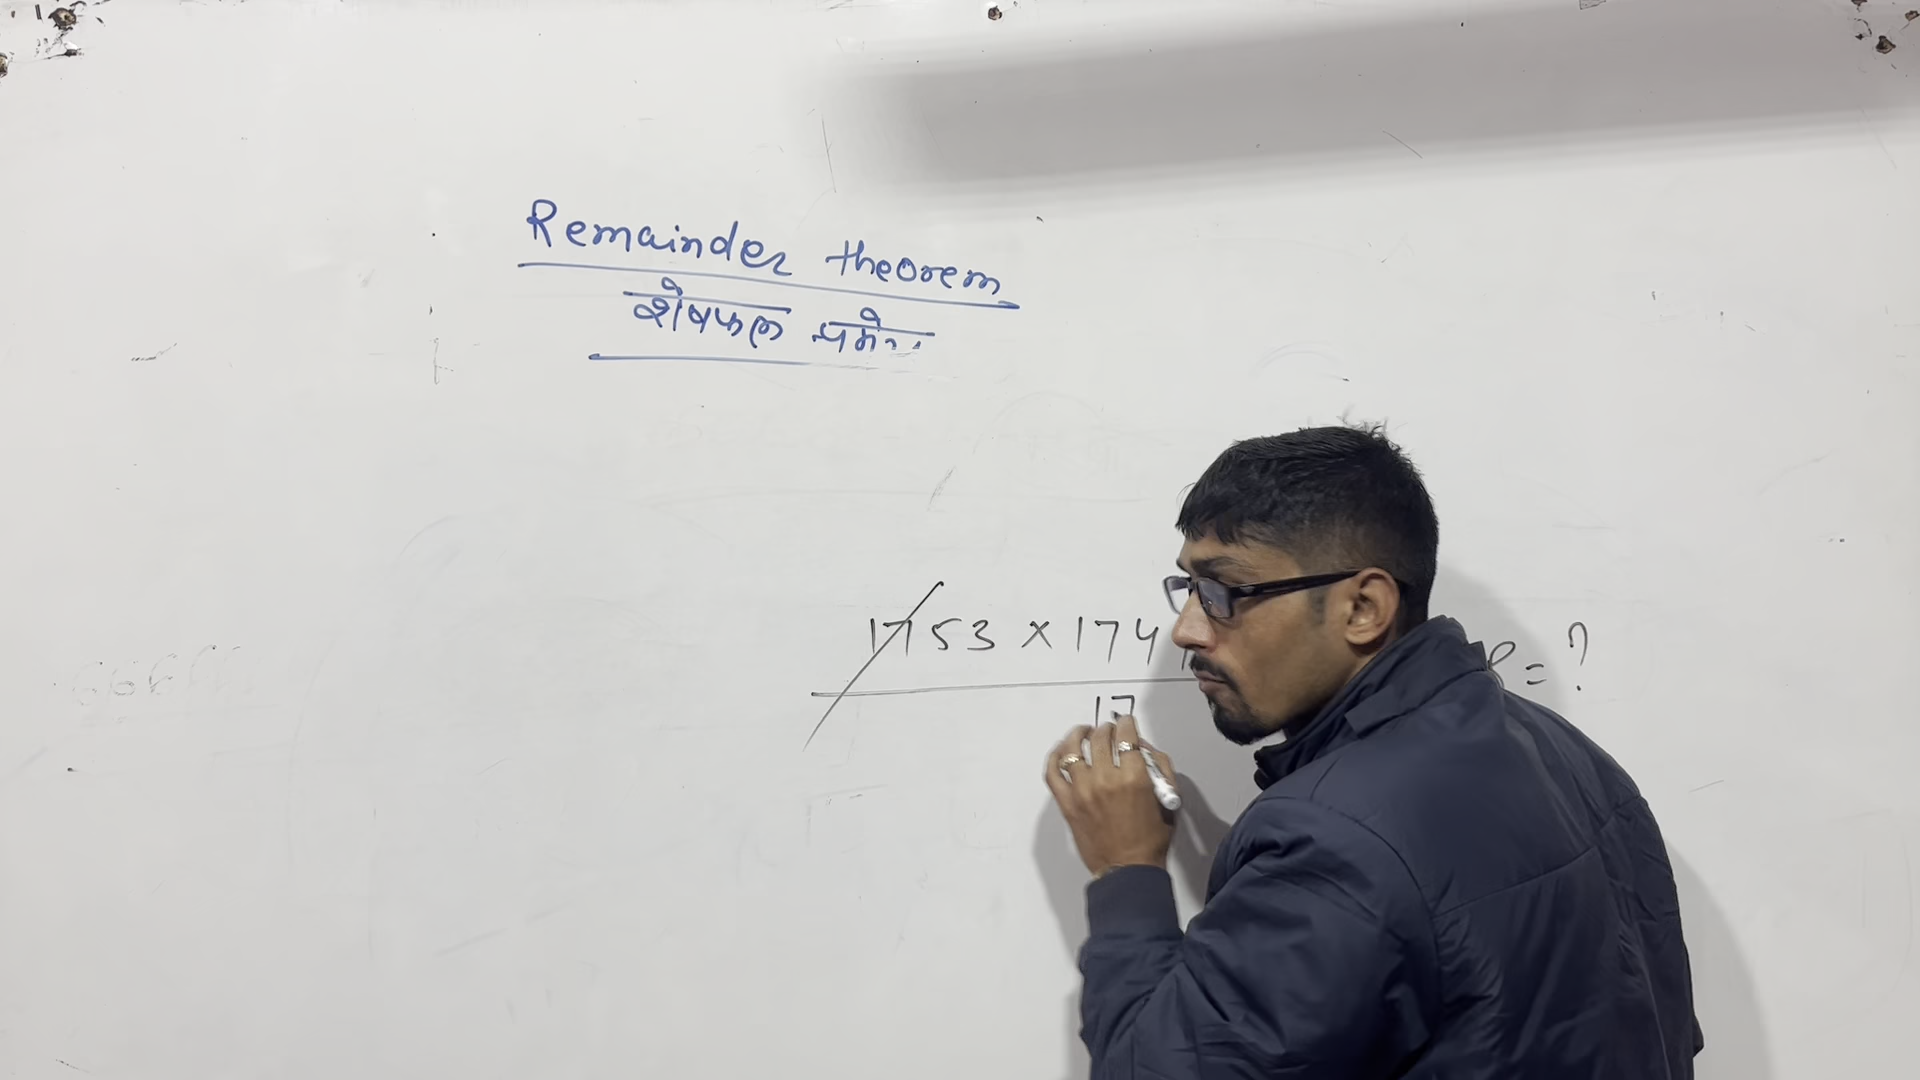 Remainder theorem
शेषफल प्रमेय
1753 × 174 R = ?
17